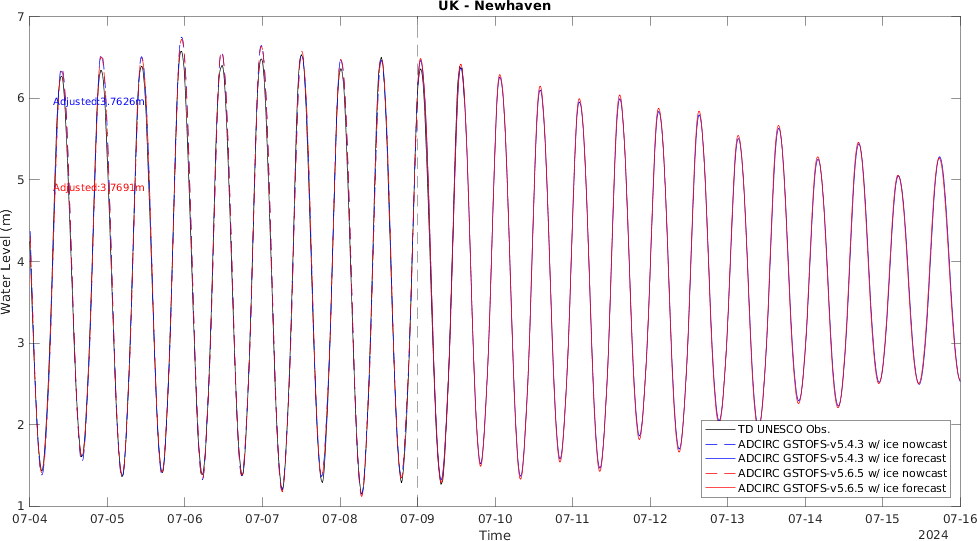 UK - Newhaven
7
6
5
4
3
2
1
Water Level (m)
Adjusted:3.7626m
Adjusted:3.7691m
TD UNESCO Obs.
ADCIRC GSTOFS-v5.4.3 w/ ice nowcast
ADCIRC GSTOFS-v5.4.3 w/ ice forecast
ADCIRC GSTOFS-v5.6.5 w/ ice nowcast
ADCIRC GSTOFS-v5.6.5 w/ ice forecast
07-04 07-05 07-06 07-07 07-08 07-09 07-10 07-11 07-12 07-13 07-14 07-15 07-16
Time
2024